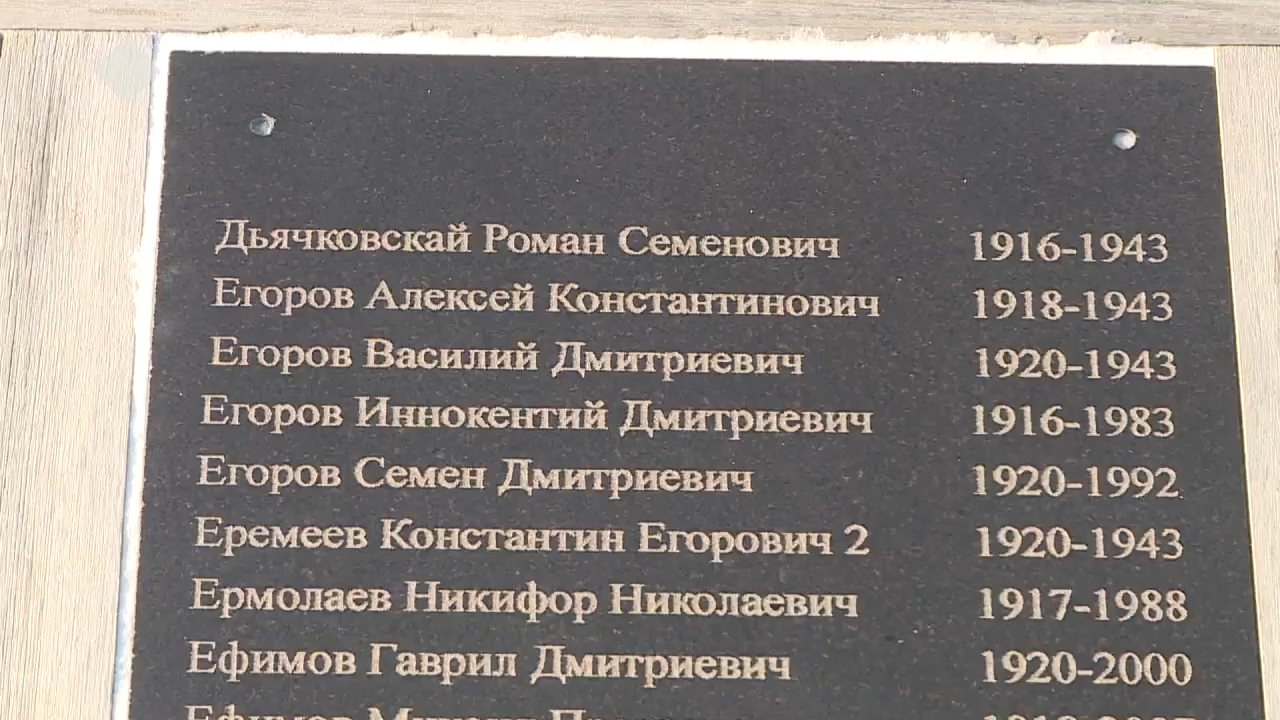 Дьячковскай Роман Семенович 1916-1943
Егоров Алексей Константинович 1918-1943
Егоров Василий Дмитриевич 1920-1943
Егоров Иннокентий Дмитриевич 1916-1983
Егоров Семен Дмитриевич 1920-1992
Еремеев Константин Егорович 2 1920-1943
Ермолаев Никифор Николаевич 1917-1988
Ефимов Гаврил Дмитриевич 1920-2000
Ефимов